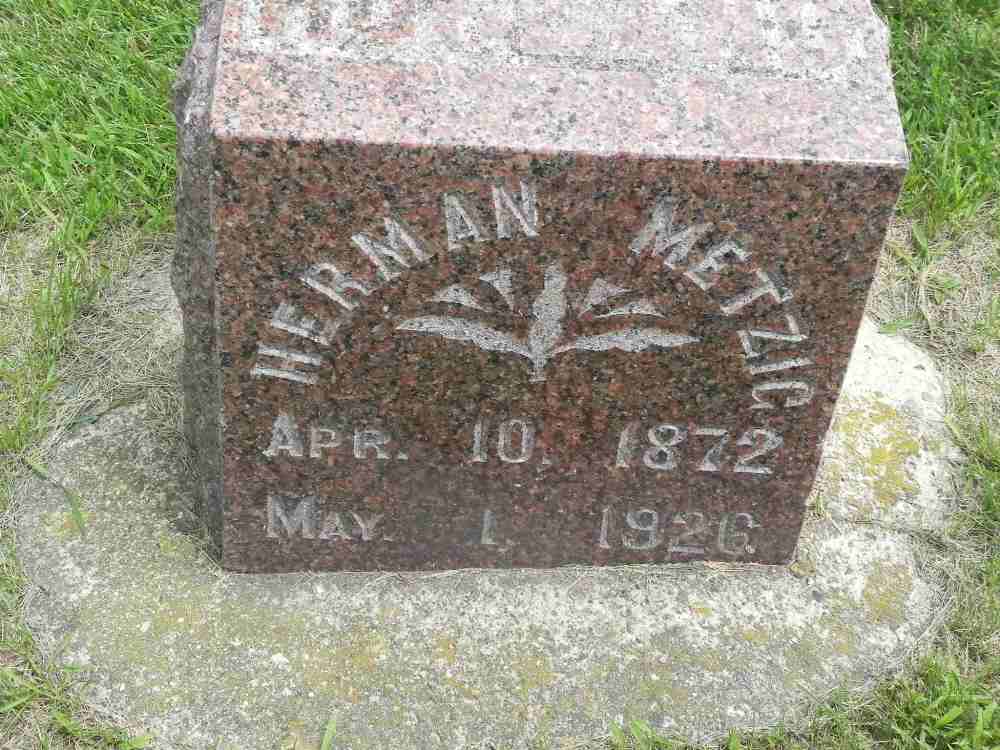 HERMAN METZIG
APR. 10, 1872
MAY. 1, 1926.